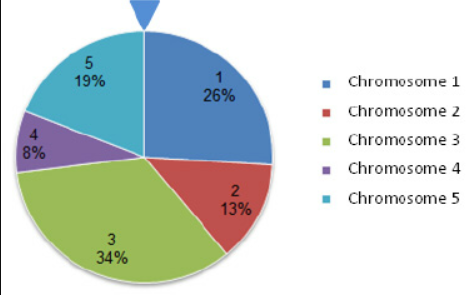 5
19%
1
26%
4
8%
2
13%
3
34%
Chromosome 1
Chromosome 2
Chromosome 3
Chromosome 4
Chromosome 5